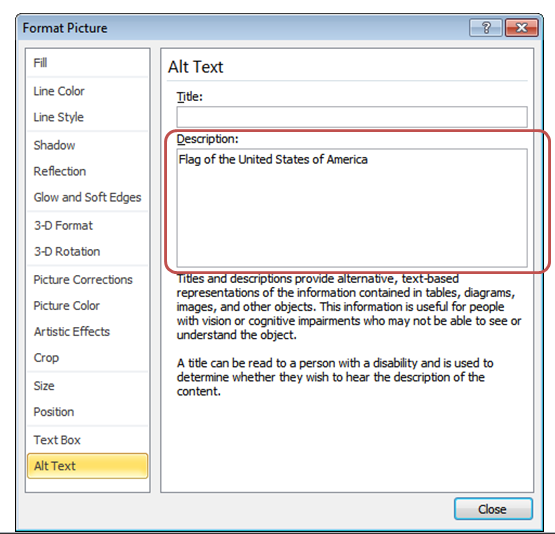 Format Picture
Fill
Line Color
Line Style
Shadow
Reflection
Glow and Soft Edges
3-D Format
3-D Rotation
Picture Corrections
Picture Color
Artistic Effects
Crop
Size
Position
Text Box
Alt Text
Alt Text
Title:
Description:
Flag of the United States of America
Titles and descriptions provide alternative, text-based
representations of the information contained in tables, diagrams,
images, and other objects. This information is useful for people
with vision or cognitive impairments who may not be able to see or
understand the object.
A title can be read to a person with a disability and is used to
determine whether they wish to hear the description of the
content.
Close